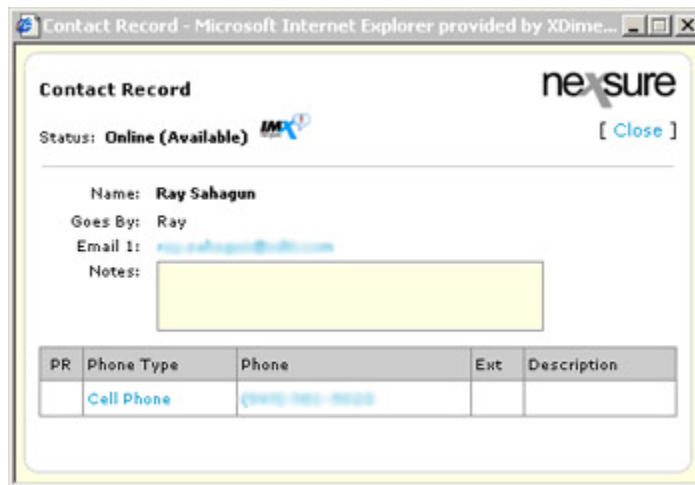 Contact Record - Microsoft Internet Explorer provided by XDime...
Contact Record
nexsure
Status: Online (Available) IMX
[ Close ]
Name: Ray Sahagun
Goes By: Ray
Email 1:
Notes:
PR Phone Type Phone Ext Description
Cell Phone